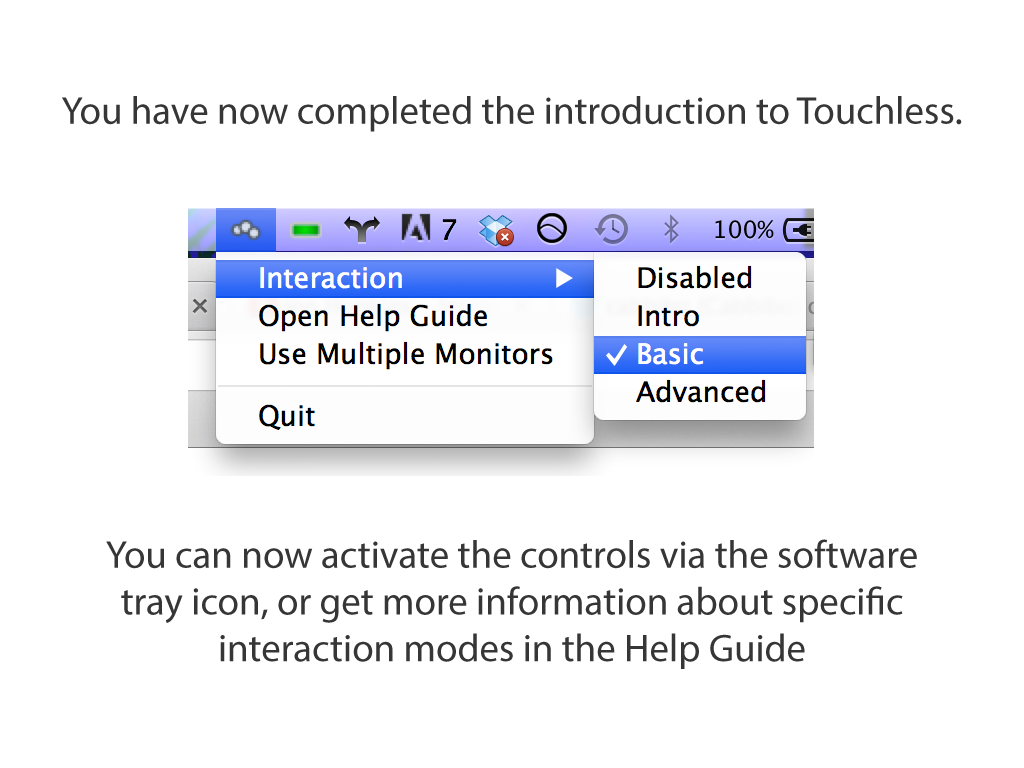 You have now completed the introduction to Touchless.
7 100%
Interaction
Open Help Guide
Use Multiple Monitors
Quit
Disabled
Intro
Basic
Advanced
You can now activate the controls via the software
tray icon, or get more information about specific
interaction modes in the Help Guide